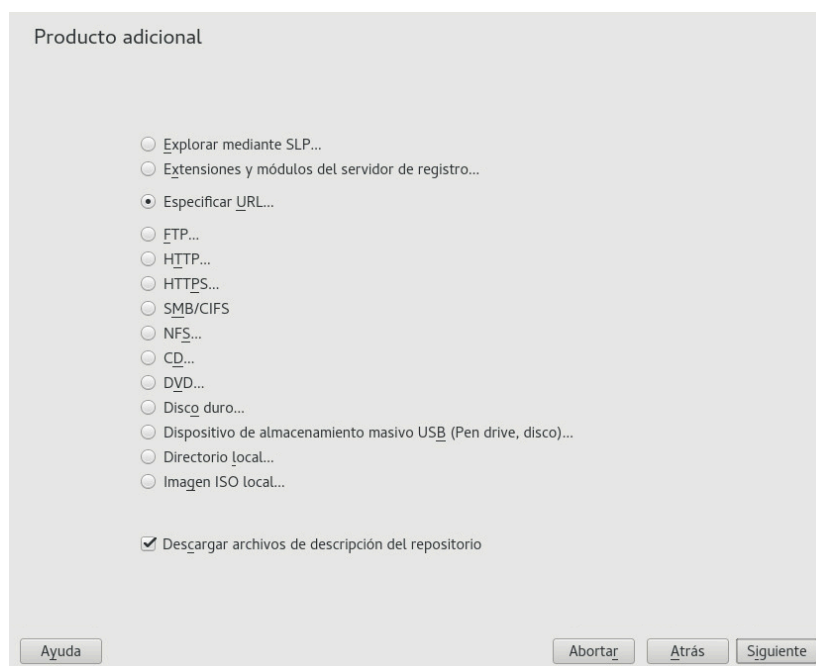 Producto adicional
Explorar mediante SLP...
Extensiones y módulos del servidor de registro...
Especificar URL...
FTP...
HTTP...
HTTPS...
SMB/CIFS
NFS...
CD...
DVD...
Disco duro...
Dispositivo de almacenamiento masivo USB (Pen drive, disco)...
Directorio local...
Imagen ISO local...
Descargar archivos de descripción del repositorio
Ayuda Abortar Atrás Siguiente